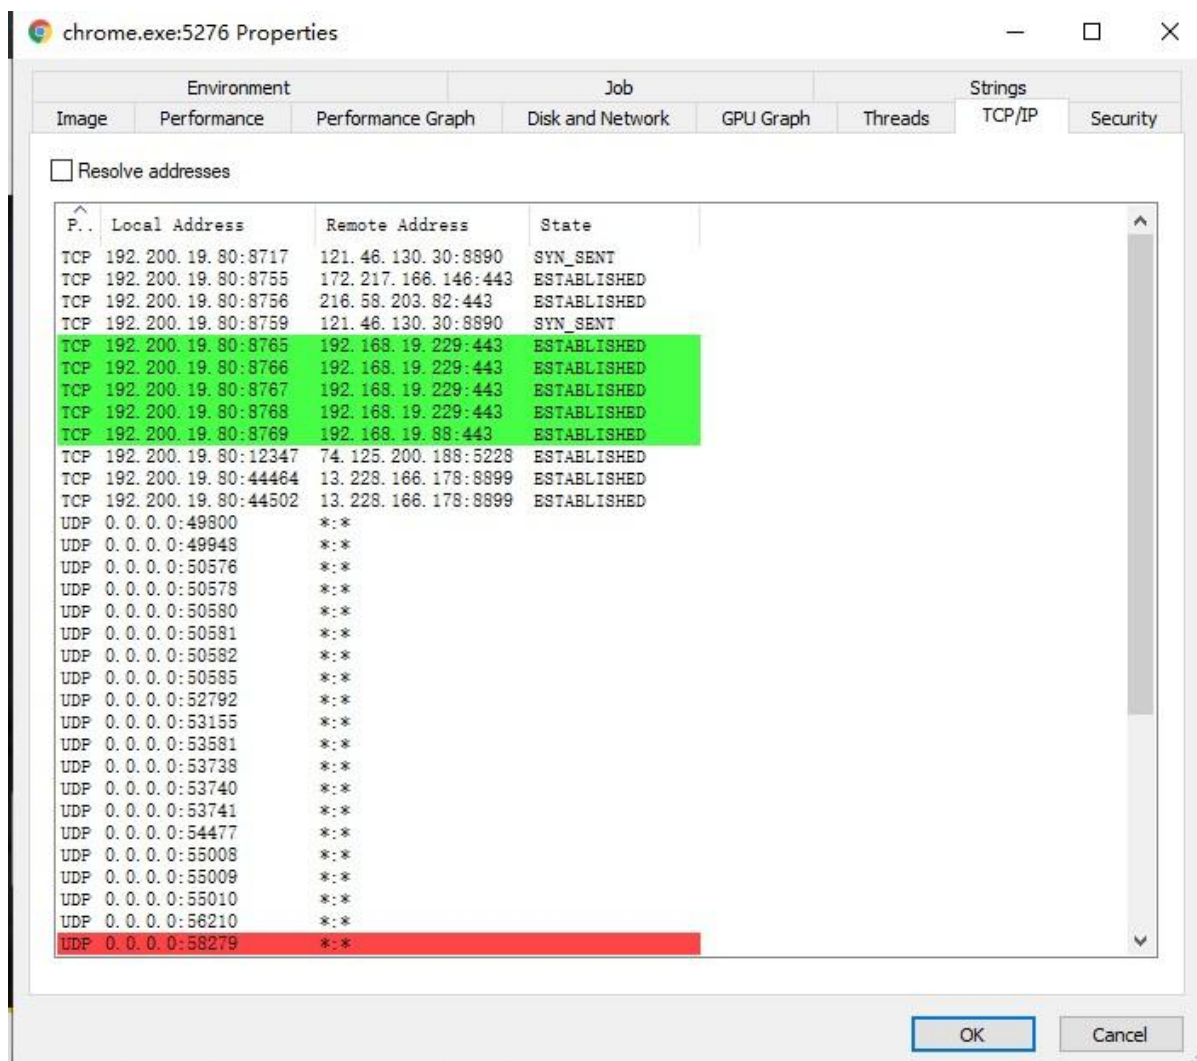 chrome.exe:5276 Properties
Environment Job Strings
Image Performance Performance Graph Disk and Network GPU Graph Threads TCP/IP Security
Resolve addresses
P.. Local Address Remote Address State
TCP 192.200.19.80:8717 121.46.130.30:8890 SYN_SENT
TCP 192.200.19.80:8755 172.217.166.146:443 ESTABLISHED
TCP 192.200.19.80:8756 216.58.203.82:443 ESTABLISHED
TCP 192.200.19.80:8759 121.46.130.30:8890 SYN_SENT
TCP 192.200.19.80:8765 192.168.19.229:443 ESTABLISHED
TCP 192.200.19.80:8766 192.168.19.229:443 ESTABLISHED
TCP 192.200.19.80:8767 192.168.19.229:443 ESTABLISHED
TCP 192.200.19.80:8768 192.168.19.229:443 ESTABLISHED
TCP 192.200.19.80:8769 192.168.19.88:443 ESTABLISHED
TCP 192.200.19.80:12347 74.125.200.188:5228 ESTABLISHED
TCP 192.200.19.80:44464 13.228.166.178:8899 ESTABLISHED
TCP 192.200.19.80:44502 13.228.166.178:8899 ESTABLISHED
UDP 0.0.0.0:49800 *:*
UDP 0.0.0.0:49948 *:*
UDP 0.0.0.0:50576 *:*
UDP 0.0.0.0:50578 *:*
UDP 0.0.0.0:50580 *:*
UDP 0.0.0.0:50581 *:*
UDP 0.0.0.0:50582 *:*
UDP 0.0.0.0:50585 *:*
UDP 0.0.0.0:52792 *:*
UDP 0.0.0.0:53155 *:*
UDP 0.0.0.0:53581 *:*
UDP 0.0.0.0:53738 *:*
UDP 0.0.0.0:53740 *:*
UDP 0.0.0.0:53741 *:*
UDP 0.0.0.0:54477 *:*
UDP 0.0.0.0:55008 *:*
UDP 0.0.0.0:55009 *:*
UDP 0.0.0.0:55010 *:*
UDP 0.0.0.0:56210 *:*
UDP 0.0.0.0:58279 *:*
OK Cancel